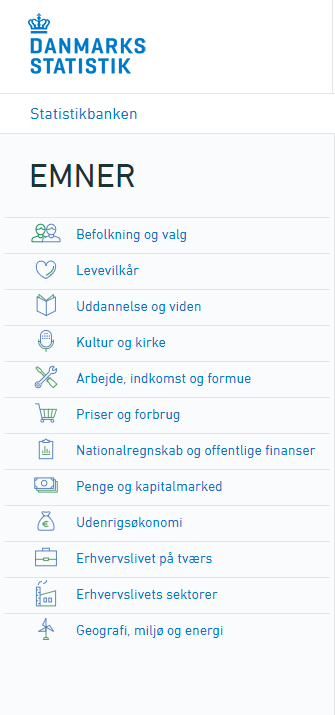 DANMARKS
STATISTIK
Statistikbanken
EMNER
Befolkning og valg
Levevilkår
Uddannelse og viden
Kultur og kirke
Arbejde, indkomst og formue
Priser og forbrug
Nationalregnskab og offentlige finanser
Penge og kapitalmarked
Udenrigsøkonomi
Erhvervslivet på tværs
Erhvervslivets sektorer
Geografi, miljø og energi